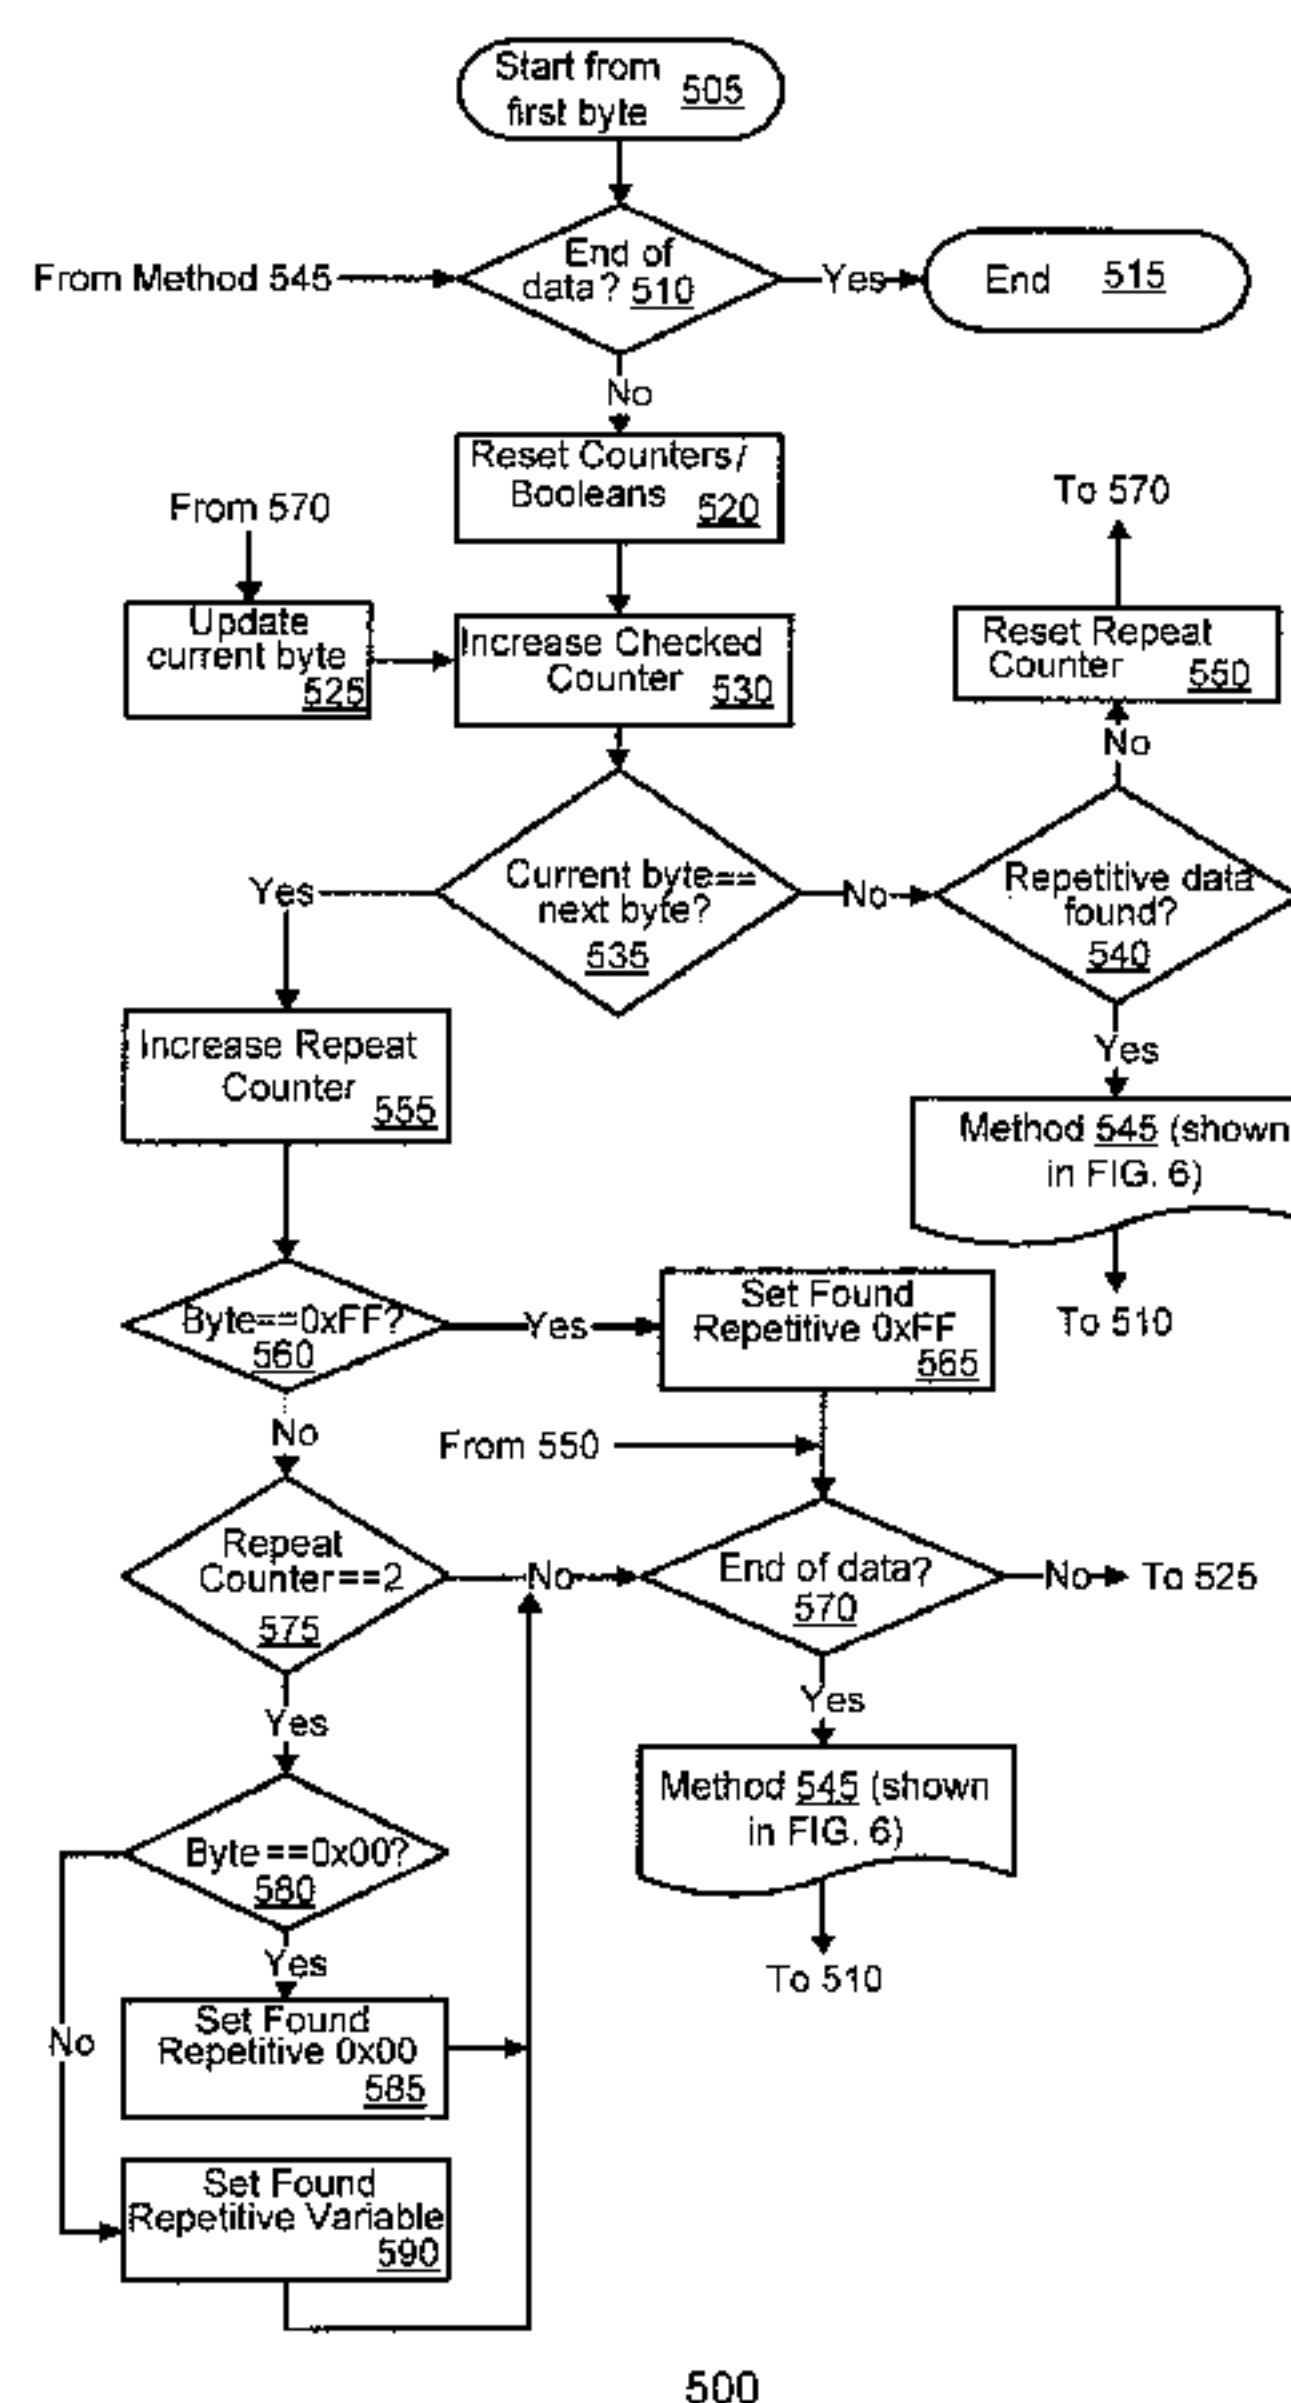 Start from
first byte 505
End of
data? 510
Yes
End 515
From Method 545
No
Reset Counters/
Booleans 520
From 570
To 570
Update
current byte
525
Increase Checked
Counter 530
Reset Repeat
Counter 550
No
Current byte==
next byte?
535
Yes
No
Repetitive data
found?
540
Yes
Increase Repeat
Counter 555
Method 545 (shown
in FIG. 6)
To 510
Byte==0xFF?
560
Yes
Set Found
Repetitive 0xFF
565
No
From 550
Repeat
Counter==2
575
No
End of data?
570
No
To 525
Yes
Yes
Method 545 (shown
in FIG. 6)
To 510
Byte==0x00?
580
Yes
No
Set Found
Repetitive 0x00
585
Set Found
Repetitive Variable
590
500